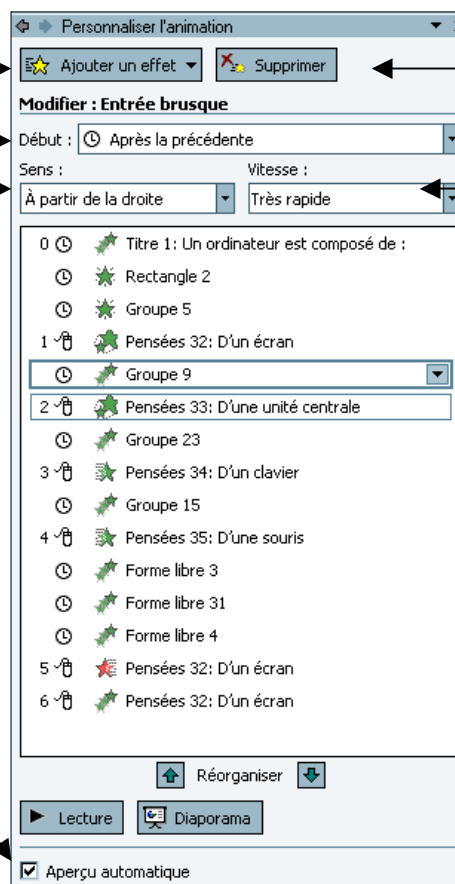 Personnaliser l'animation
Ajouter un effet Supprimer
Modifier : Entrée brusque
Début : Après la précédente
Sens : Vitesse :
À partir de la droite Très rapide
0 Titre 1: Un ordinateur est composé de :
Rectangle 2
Groupe 5
1 Pensées 32: D'un écran
Groupe 9
2 Pensées 33: D'une unité centrale
Groupe 23
3 Pensées 34: D'un clavier
Groupe 15
4 Pensées 35: D'une souris
Forme libre 3
Forme libre 31
Forme libre 4
5 Pensées 32: D'un écran
6 Pensées 32: D'un écran
Réorganiser
Lecture Diaporama
Aperçu automatique